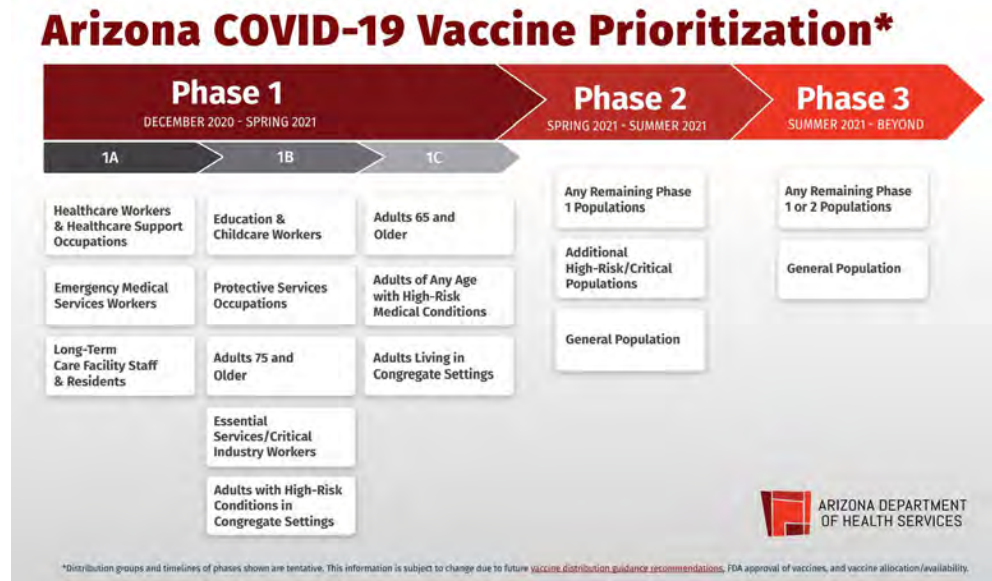 Arizona COVID-19 Vaccine Prioritization*
Phase 1
DECEMBER 2020 - SPRING 2021
Phase 2
SPRING 2021 - SUMMER 2021
Phase 3
SUMMER 2021 - BEYOND
1A
1B
1C
Healthcare Workers
& Healthcare Support
Occupations
Emergency Medical
Services Workers
Long-Term
Care Facility Staff
& Residents
Education &
Childcare Workers
Protective Services
Occupations
Adults 75 and
Older
Essential
Services/Critical
Industry Workers
Adults with High-Risk
Conditions in
Congregate Settings
Adults 65 and
Older
Adults of Any Age
with High-Risk
Medical Conditions
Adults Living in
Congregate Settings
Any Remaining Phase
1 Populations
Additional
High-Risk/Critical
Populations
General Population
Any Remaining Phase
1 or 2 Populations
General Population
ARIZONA DEPARTMENT
OF HEALTH SERVICES
*Distribution groups and timelines of phases shown are tentative. This information is subject to change due to future vaccine distribution guidance recommendations, FDA approval of vaccines, and vaccine allocation/availability.